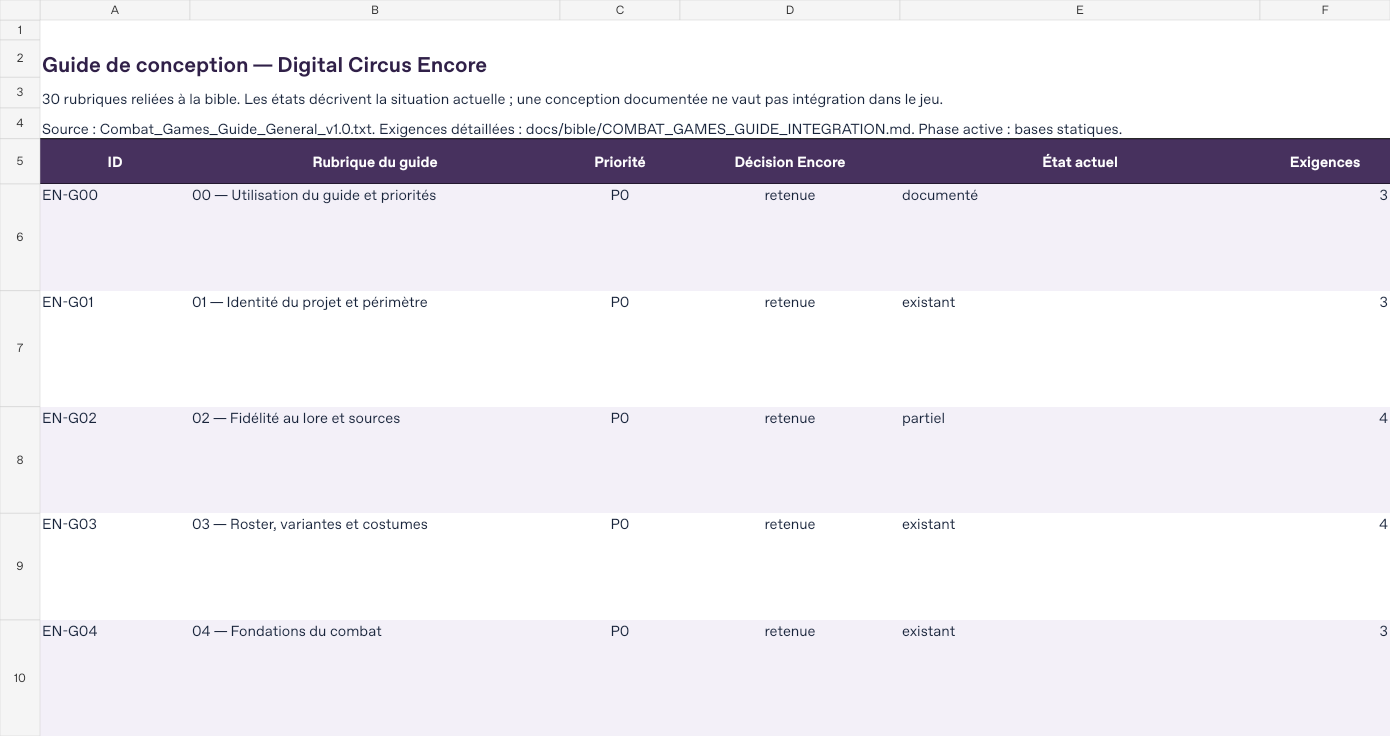 A B C D E F
1
2 Guide de conception — Digital Circus Encore
3 30 rubriques reliées à la bible. Les états décrivent la situation actuelle ; une conception documentée ne vaut pas intégration dans le jeu.
4 Source : Combat_Games_Guide_General_v1.0.txt. Exigences détaillées : docs/bible/COMBAT_GAMES_GUIDE_INTEGRATION.md. Phase active : bases statiques.
5 ID Rubrique du guide Priorité Décision Encore État actuel Exigences
6 EN-G00 00 — Utilisation du guide et priorités P0 retenue documenté 3
7 EN-G01 01 — Identité du projet et périmètre P0 retenue existant 3
8 EN-G02 02 — Fidélité au lore et sources P0 retenue partiel 4
9 EN-G03 03 — Roster, variantes et costumes P0 retenue existant 4
10 EN-G04 04 — Fondations du combat P0 retenue existant 3